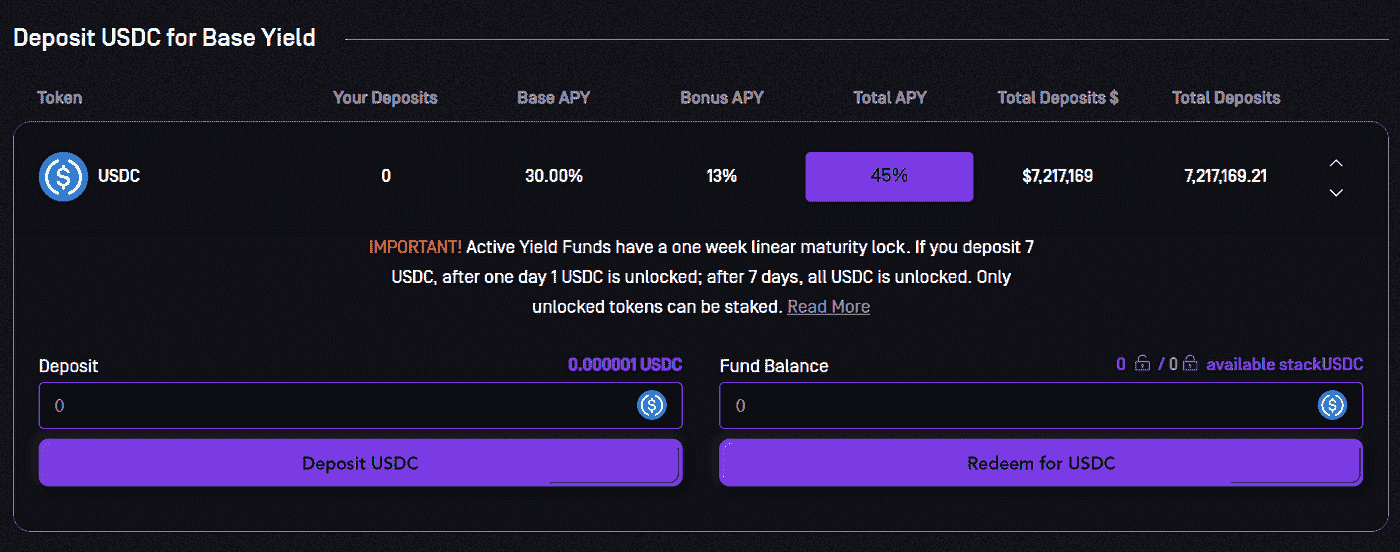 Deposit USDC for Base Yield
Token Your Deposits Base APY Bonus APY Total APY Total Deposits $ Total Deposits
USDC 0 30.00% 13% 45% $7,217,169 7,217,169.21
IMPORTANT! Active Yield Funds have a one week linear maturity lock. If you deposit 7
USDC, after one day 1 USDC is unlocked; after 7 days, all USDC is unlocked. Only
unlocked tokens can be staked. Read More
Deposit 0.000001 USDC Fund Balance 0 / 0 available stackUSDC
0 0
Deposit USDC Redeem for USDC